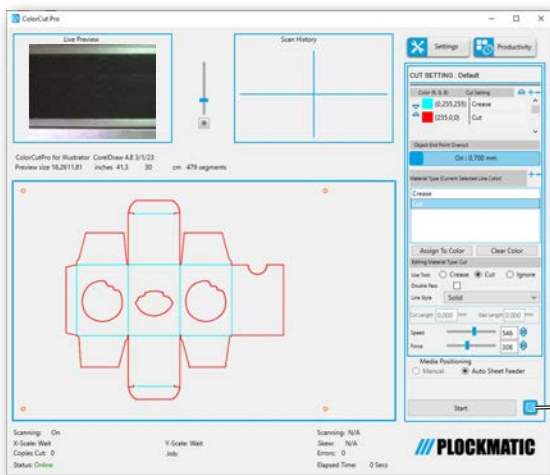 ColorCut Pro
Live Preview
Scan History
Settings
Productivity
CUT SETTING : Default
Color (R, G, B) Cut Setting
(0,255,255) Crease
(255,0,0) Cut
Object End Point Overcut
On : 0,700 mm
Material Type (Current Selected Line Color)
Crease
Cut
Assign To Color
Clear Color
Editing Material Type: Cut
Use Tool: Crease Cut Ignore
Double Pass
Line Style Solid
Cut Length 0,000 mm Gap Length 0,000 mm
Speed 546
Force 308
Media Positioning
Manual Auto Sheet Feeder
Start
ColorCutPro for Illustrator CorelDraw 4.8 3/1/23
Preview size 16.2611.81 inches 41.3 30 cm 479 segments
Scanning: On
X-Scale: Wait
Y-Scale: Wait
Copies Cut: 0
Job:
Status: Online
Scanning: N/A
Skew: N/A
Errors: 0
Elapsed Time: 0 Secs
PLOCKMATIC